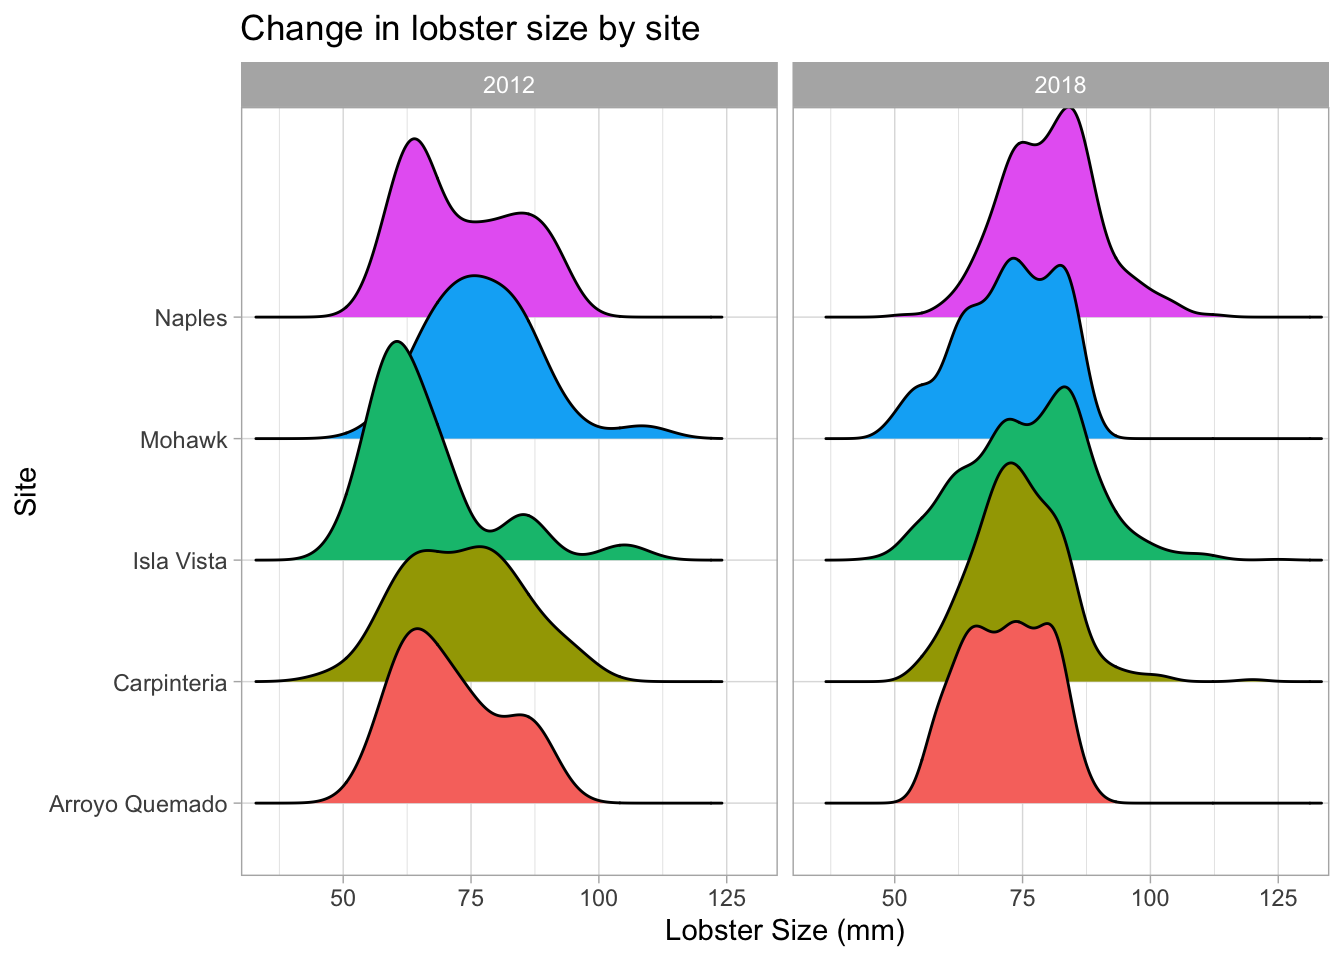 Change in lobster size by site
2012
2018
Site
Naples
Mohawk
Isla Vista
Carpinteria
Arroyo Quemado
50 75 100 125
50 75 100 125
Lobster Size (mm)